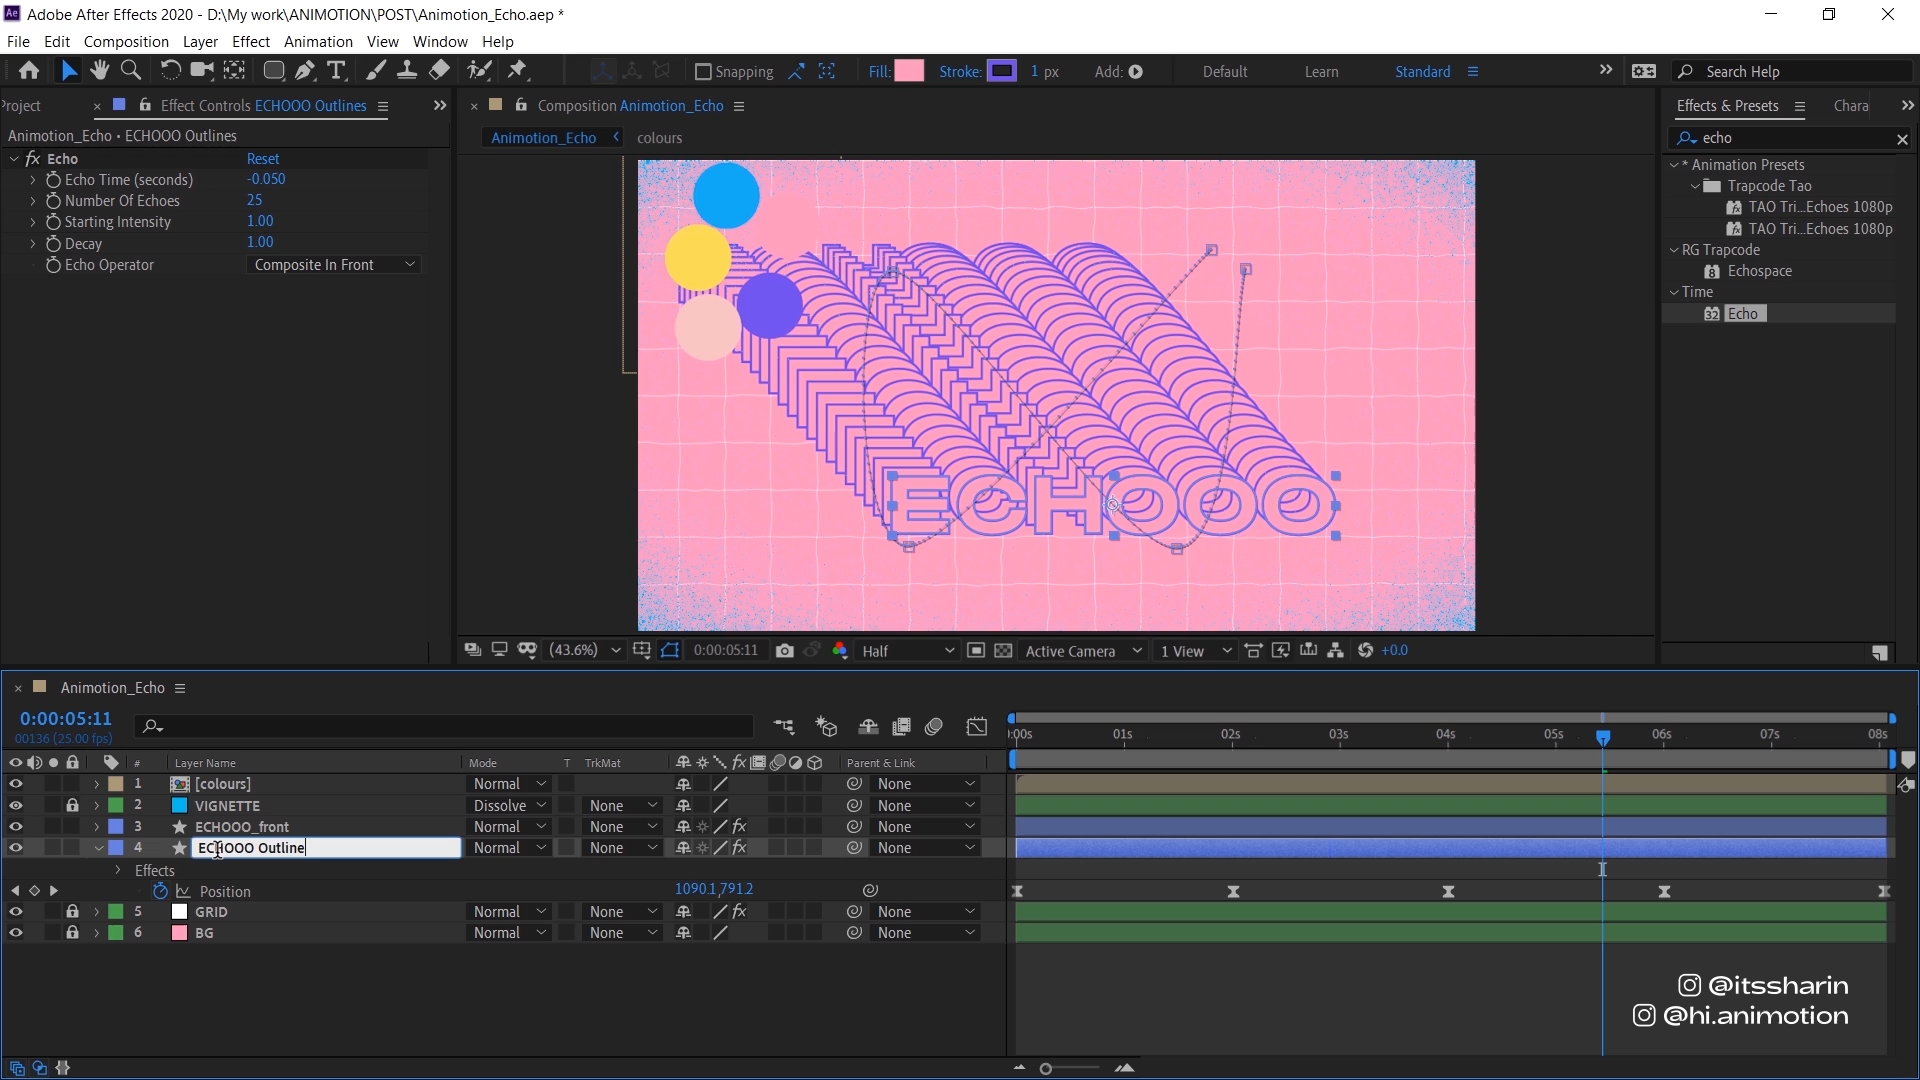 Adobe After Effects 2020 - D:\My work\ANIMOTION\POST\Animotion_Echo.aep *
File Edit Composition Layer Effect Animation View Window Help
Snapping Fill: Stroke: 1 px Add: Default Learn Standard Search Help
Project Effect Controls ECHOOO Outlines Composition Animotion_Echo Effects & Presets Chara
Animotion_Echo • ECHOOO Outlines Animotion_Echo colours echo
fx Echo Reset
Echo Time (seconds) -0.050
Number Of Echoes 25
Starting Intensity 1.00
Decay 1.00
Echo Operator Composite In Front
* Animation Presets
Trapcode Tao
TAO Tri...Echoes 1080p
TAO Tri...Echoes 1080p
RG Trapcode
Echospace
Time
Echo
ECHOOO
(43.6%) 0:00:05:11 Half Active Camera 1 View +0.0
Animotion_Echo
0:00:05:11
00136 (25.00 fps)
:00s 01s 02s 03s 04s 05s 06s 07s 08s
# Layer Name Mode T TrkMat fx Parent & Link
1 [colours] Normal None
2 VIGNETTE Dissolve None None
3 ECHOOO_front Normal None fx None
4 ECHOOO Outline Normal None fx None
Effects
Position 1090.1,791.2
5 GRID Normal None fx None
6 BG Normal None None
@itssharin
@hi.animotion